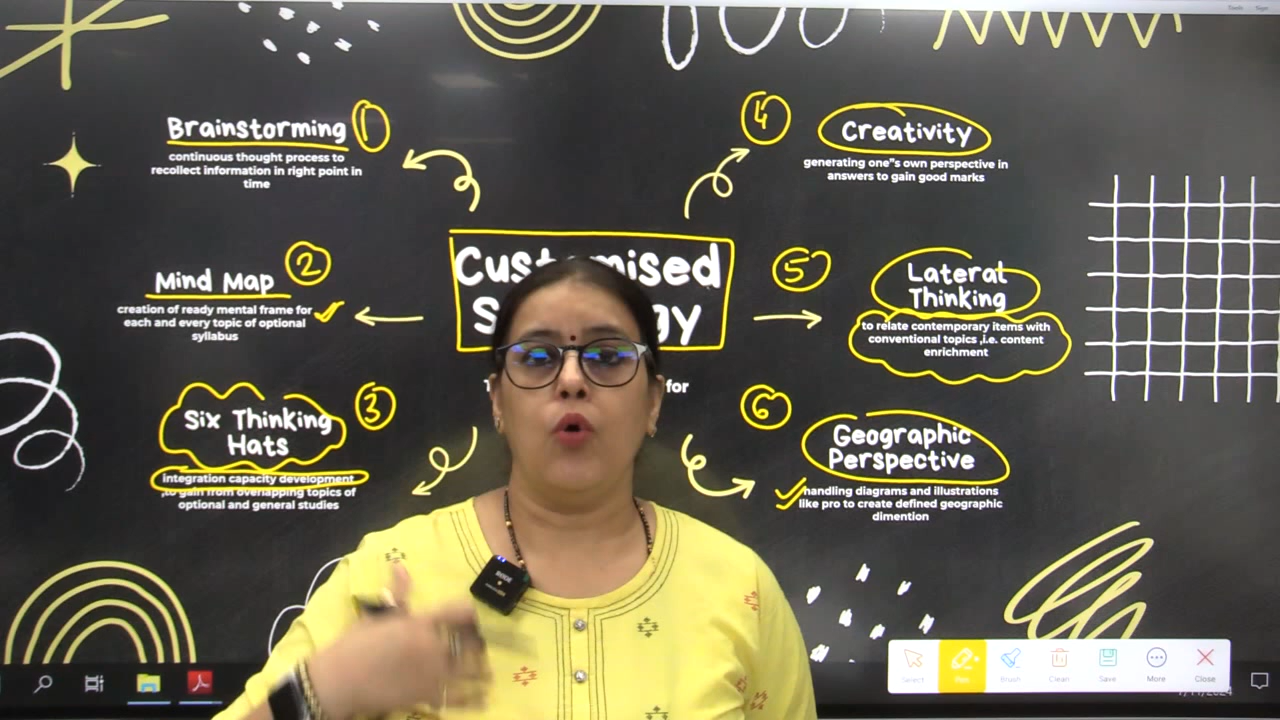 Brainstorming
1
continuous thought process to
recollect information in right point in
time
Mind Map
2
creation of ready mental frame for
each and every topic of optional
syllabus
Six Thinking
Hats
3
integration capacity development
,to gain from overlapping topics of
optional and general studies
for
4
Creativity
generating one"s own perspective in
answers to gain good marks
5
Lateral
Thinking
to relate contemporary items with
conventional topics ,i.e. content
enrichment
6
Geographic
Perspective
handling diagrams and illustrations
like pro to create defined geographic
dimention
Select
Pen
Brush
Clean
Save
More
Close